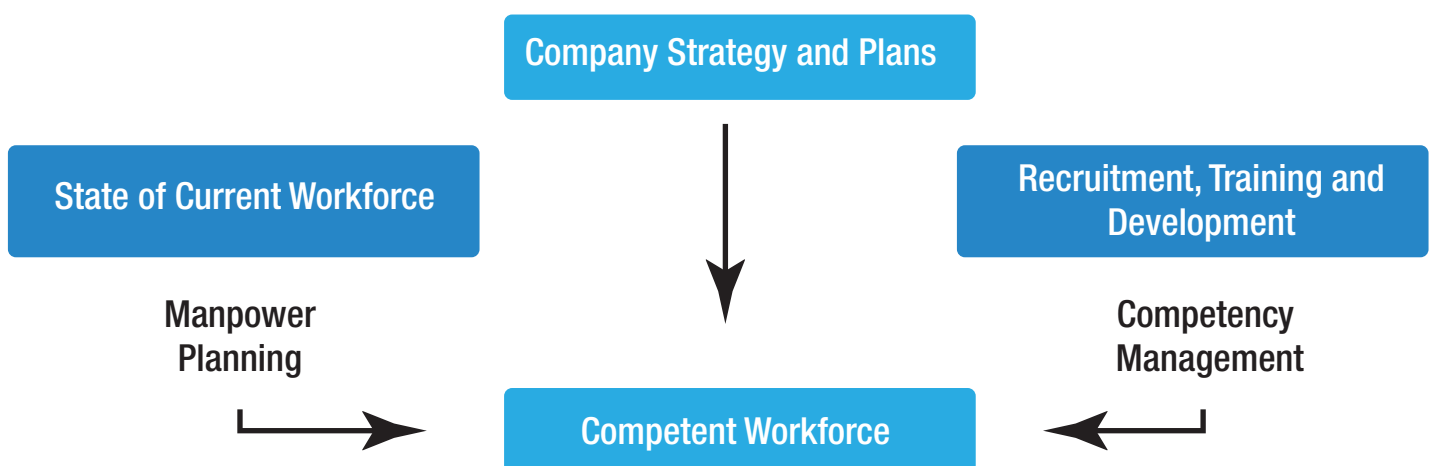 Company Strategy and Plans
State of Current Workforce
Recruitment, Training and
Development
Manpower
Planning
Competency
Management
Competent Workforce